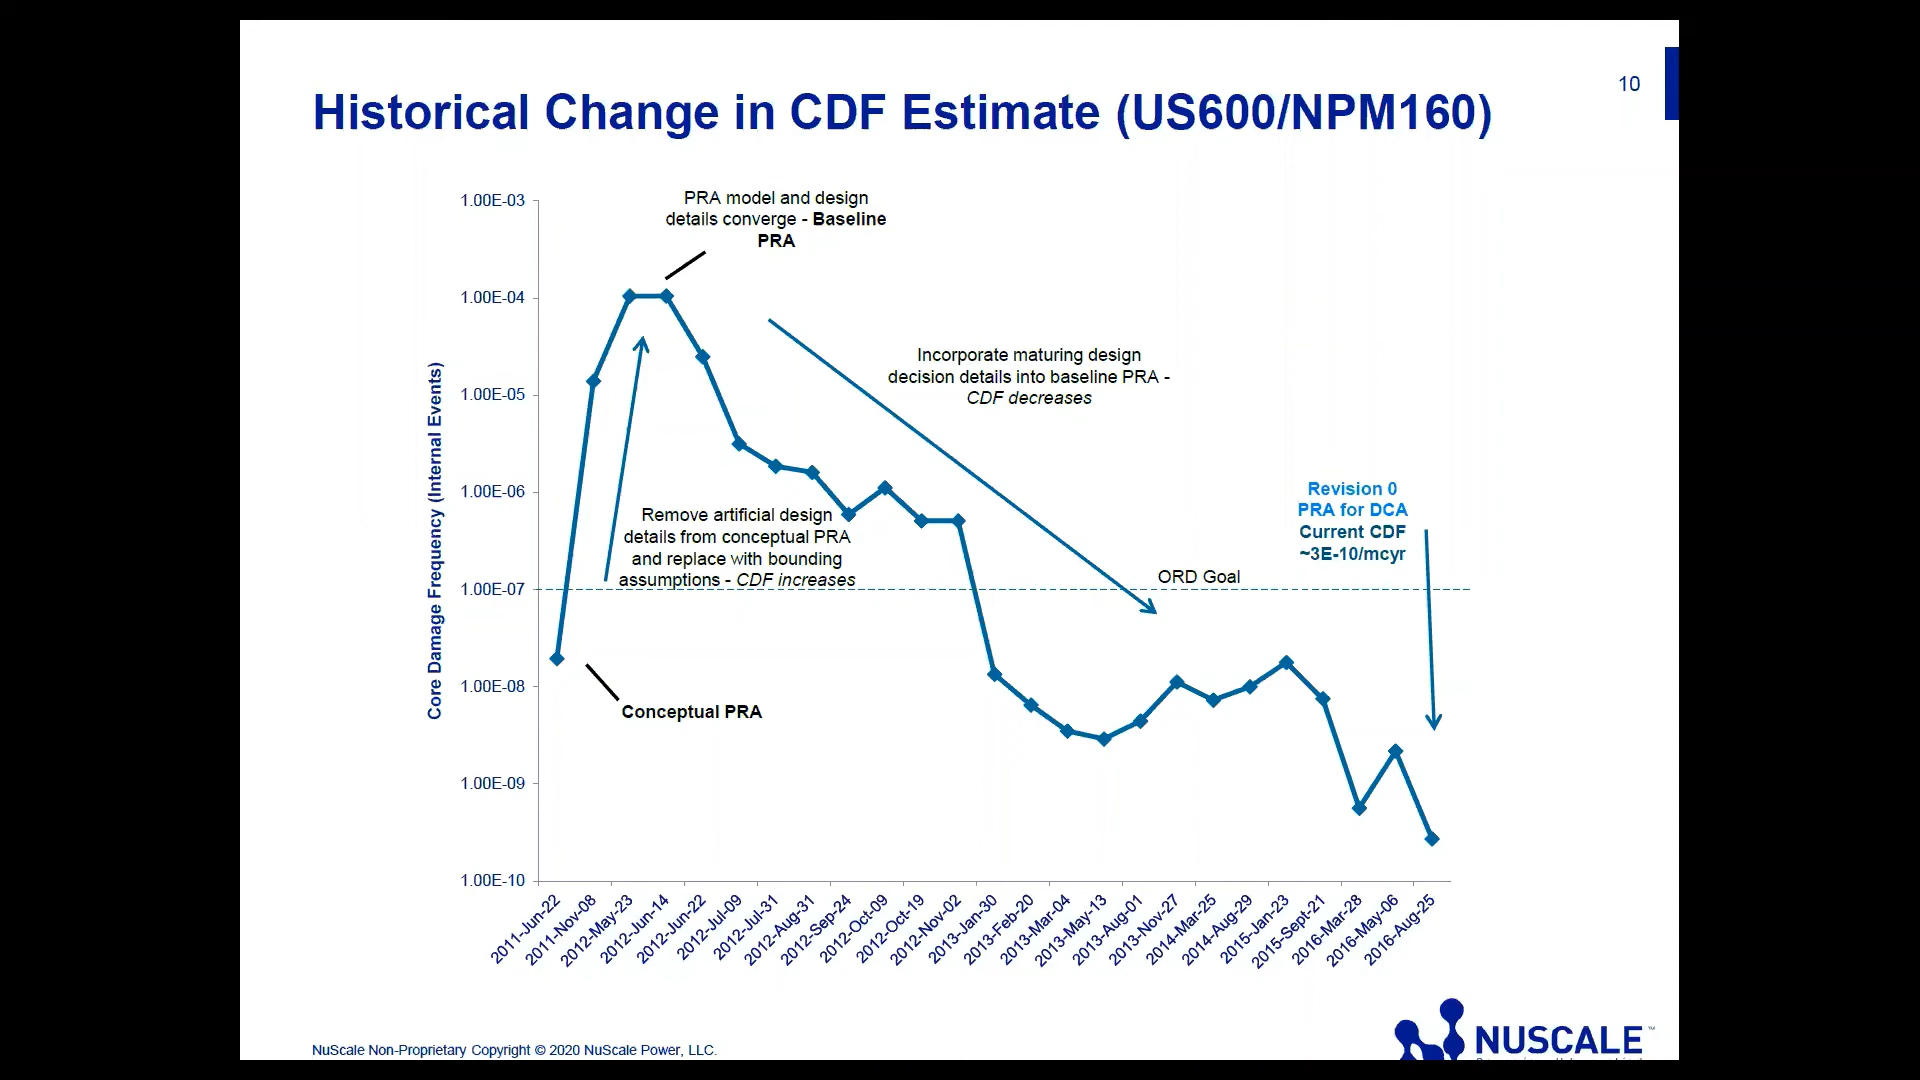 10
Historical Change in CDF Estimate (US600/NPM160)
PRA model and design
details converge - Baseline
PRA
Incorporate maturing design
decision details into baseline PRA -
CDF decreases
Remove artificial design
details from conceptual PRA
and replace with bounding
assumptions - CDF increases
Revision 0
PRA for DCA
Current CDF
~3E-10/mcyr
ORD Goal
Conceptual PRA
Core Damage Frequency (Internal Events)
1.00E-03
1.00E-04
1.00E-05
1.00E-06
1.00E-07
1.00E-08
1.00E-09
1.00E-10
2011-Jun-22
2011-Nov-08
2012-May-23
2012-Jun-14
2012-Jun-22
2012-Jul-09
2012-Jul-31
2012-Aug-31
2012-Sep-24
2012-Oct-09
2012-Oct-19
2012-Nov-02
2013-Jan-30
2013-Feb-20
2013-Mar-04
2013-May-13
2013-Aug-01
2013-Nov-27
2014-Mar-25
2014-Aug-29
2015-Jan-23
2015-Sept-21
2016-Mar-28
2016-May-06
2016-Aug-25
NuScale Non-Proprietary Copyright © 2020 NuScale Power, LLC.
NUSCALE™